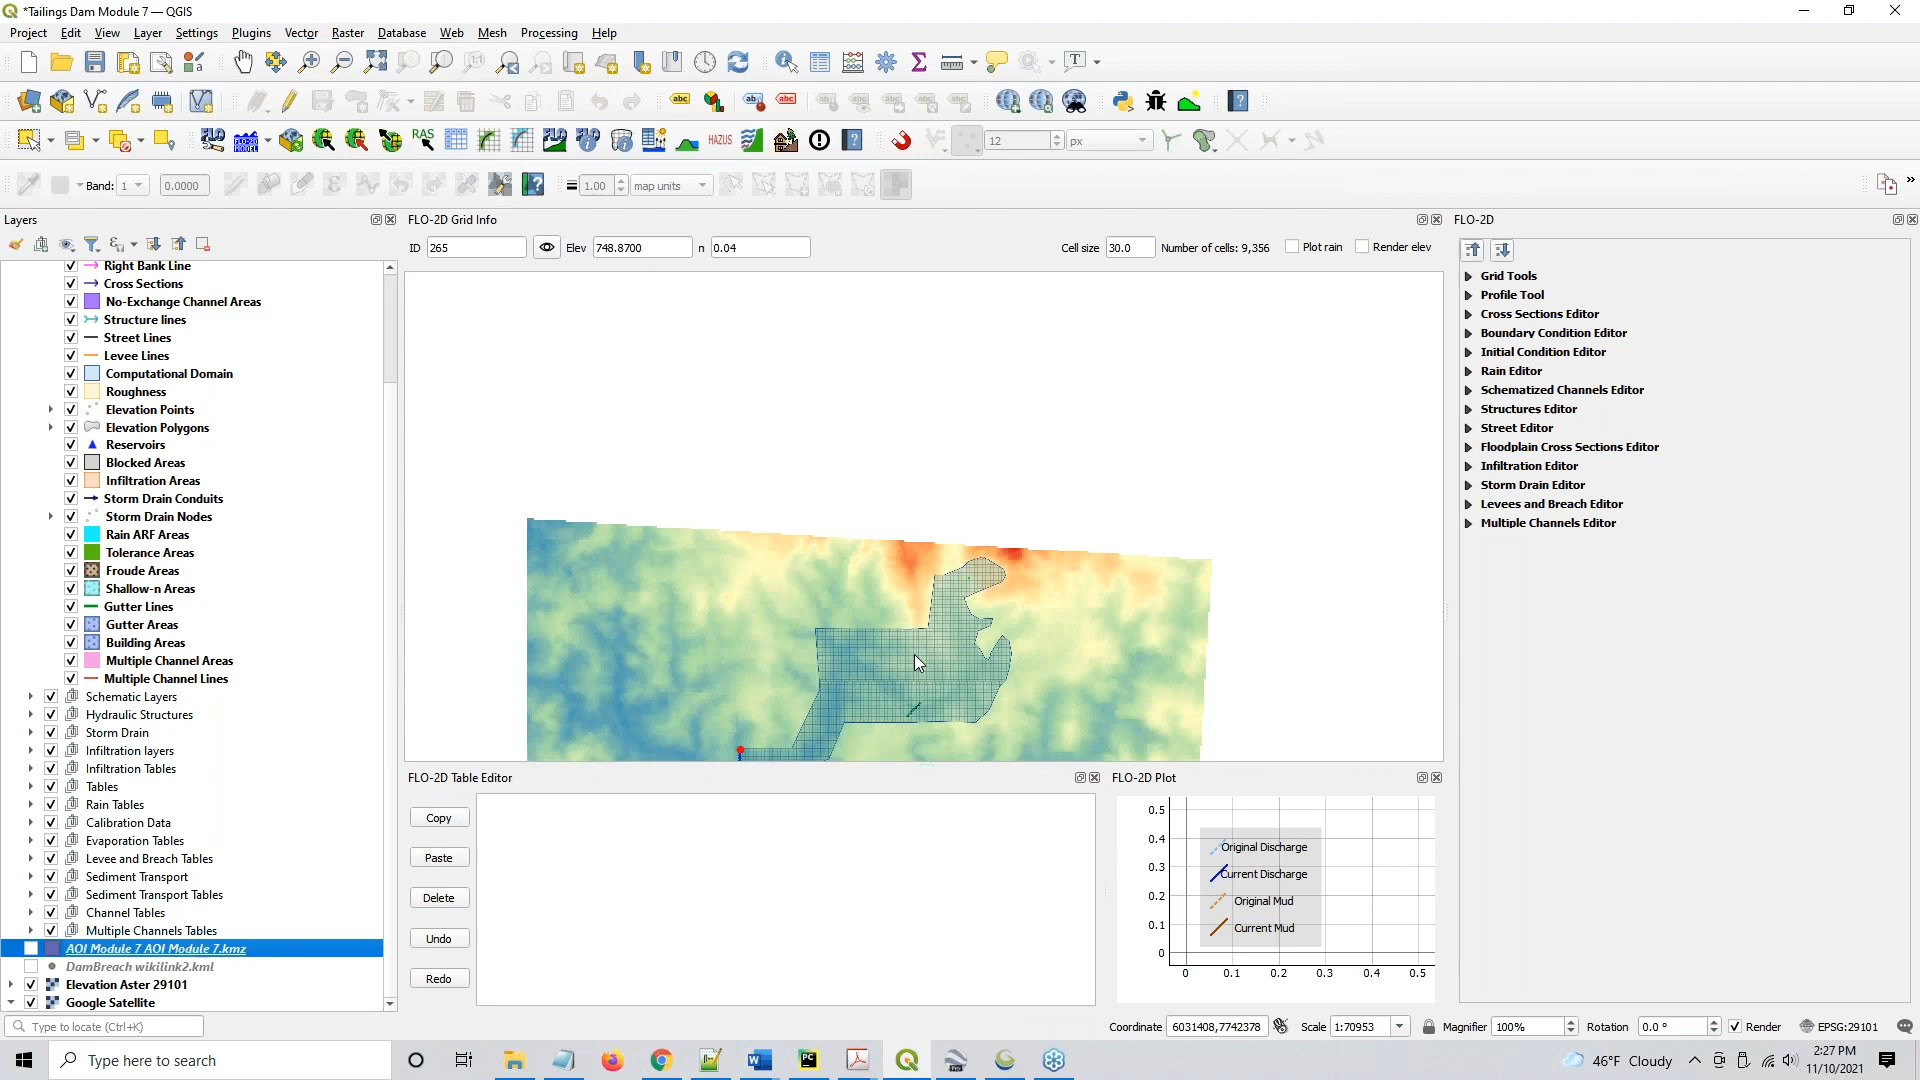 *Tailings Dam Module 7 — QGIS
Project Edit View Layer Settings Plugins Vector Raster Database Web Mesh Processing Help
Band: 1 0.0000 1.00 map units
RAS HAZUS 12 px
Layers
FLO-2D Grid Info
FLO-2D
ID 265 Elev 748.8700 n 0.04 Cell size 30.0 Number of cells: 9,356 Plot rain Render elev
Right Bank Line
Cross Sections
No-Exchange Channel Areas
Structure lines
Street Lines
Levee Lines
Computational Domain
Roughness
Elevation Points
Elevation Polygons
Reservoirs
Blocked Areas
Infiltration Areas
Storm Drain Conduits
Storm Drain Nodes
Rain ARF Areas
Tolerance Areas
Froude Areas
Shallow-n Areas
Gutter Lines
Gutter Areas
Building Areas
Multiple Channel Areas
Multiple Channel Lines
Schematic Layers
Hydraulic Structures
Storm Drain
Infiltration layers
Infiltration Tables
Tables
Rain Tables
Calibration Data
Evaporation Tables
Levee and Breach Tables
Sediment Transport
Sediment Transport Tables
Channel Tables
Multiple Channels Tables
AOI Module 7 AOI Module 7.kmz
DamBreach wikilink2.kml
Elevation Aster 29101
Google Satellite
Grid Tools
Profile Tool
Cross Sections Editor
Boundary Condition Editor
Initial Condition Editor
Rain Editor
Schematized Channels Editor
Structures Editor
Street Editor
Floodplain Cross Sections Editor
Infiltration Editor
Storm Drain Editor
Levees and Breach Editor
Multiple Channels Editor
FLO-2D Table Editor
Copy
Paste
Delete
Undo
Redo
FLO-2D Plot
0.5
0.4
0.3
0.2
0.1
0
Original Discharge
Current Discharge
Original Mud
Current Mud
0 0.1 0.2 0.3 0.4 0.5
Type to locate (Ctrl+K)
Coordinate 6031408,7742378 Scale 1:70953 Magnifier 100% Rotation 0.0 ° Render EPSG:29101
Type here to search
46°F Cloudy
2:27 PM
11/10/2021